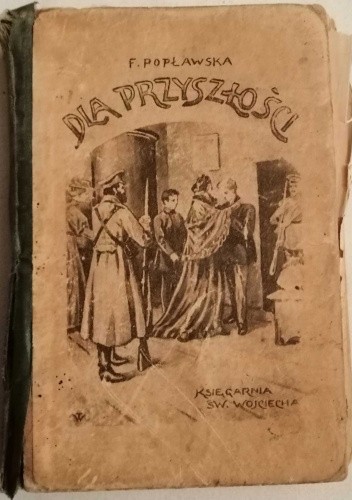 F. POPŁAWSKA
DLA PRZYSZŁOŚCI
KSIĘGARNIA
ŚW. WOJCIECHA